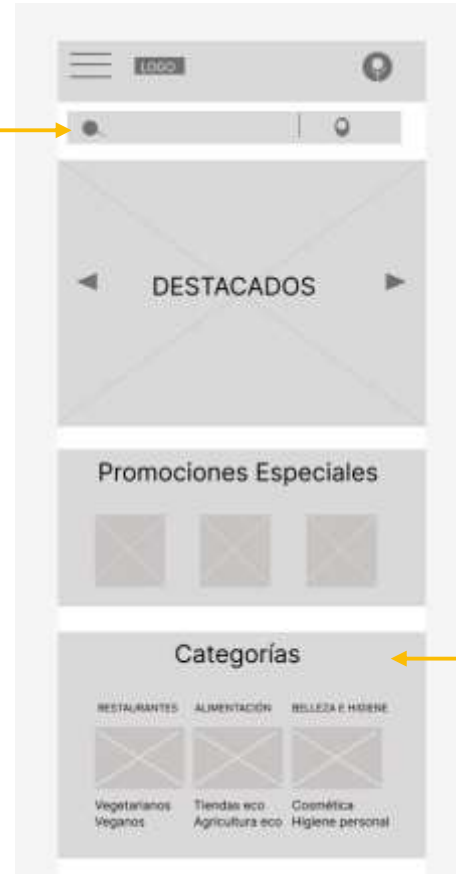 LOGO
DESTACADOS
Promociones Especiales
Categorías
RESTAURANTES ALIMENTACIÓN BELLEZA E HIGIENE
Vegetarianos Tiendas eco Cosmética
Veganos Agricultura eco Higiene personal